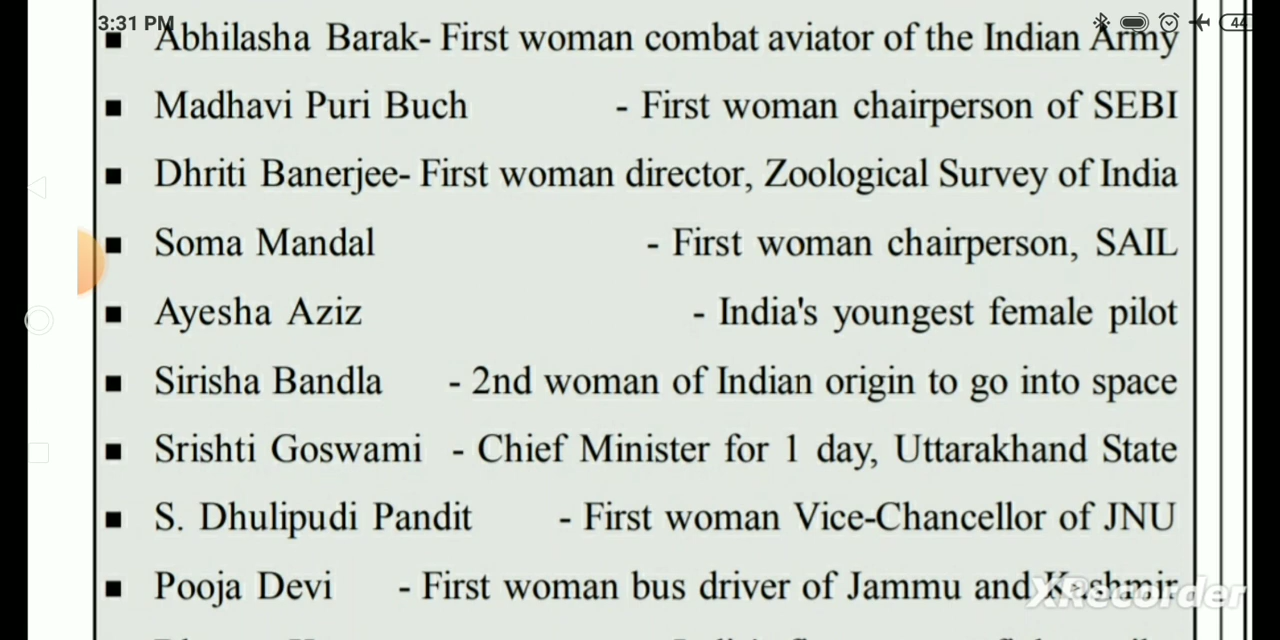 3:31 PM
44
▪ Abhilasha Barak- First woman combat aviator of the Indian Army
▪ Madhavi Puri Buch - First woman chairperson of SEBI
▪ Dhriti Banerjee- First woman director, Zoological Survey of India
▪ Soma Mandal - First woman chairperson, SAIL
▪ Ayesha Aziz - India's youngest female pilot
▪ Sirisha Bandla - 2nd woman of Indian origin to go into space
▪ Srishti Goswami - Chief Minister for 1 day, Uttarakhand State
▪ S. Dhulipudi Pandit - First woman Vice-Chancellor of JNU
▪ Pooja Devi - First woman bus driver of Jammu and Kashmir
XRecorder